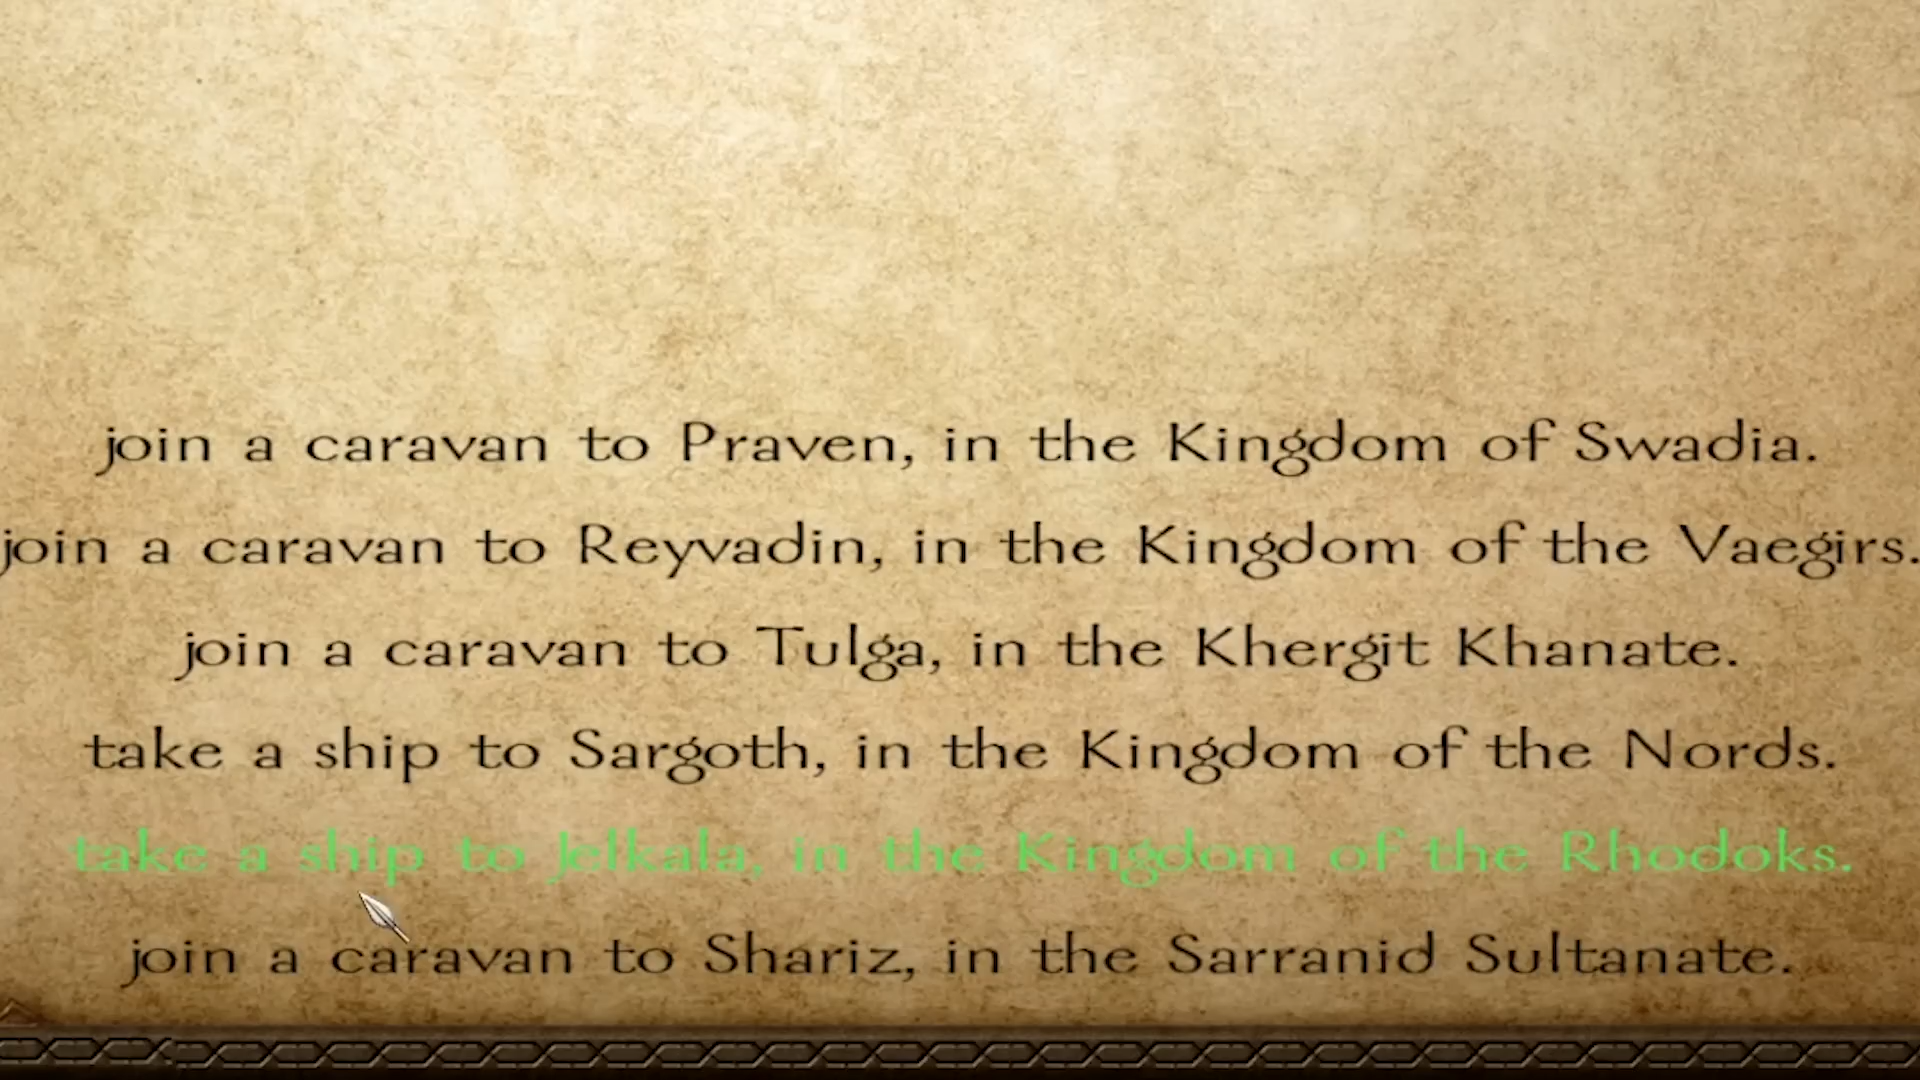 join a caravan to Praven, in the Kingdom of Swadia.
join a caravan to Reyvadin, in the Kingdom of the Vaegirs.
join a caravan to Tulga, in the Khergit Khanate.
take a ship to Sargoth, in the Kingdom of the Nords.
take a ship to Jelkala, in the Kingdom of the Rhodoks.
join a caravan to Shariz, in the Sarranid Sultanate.